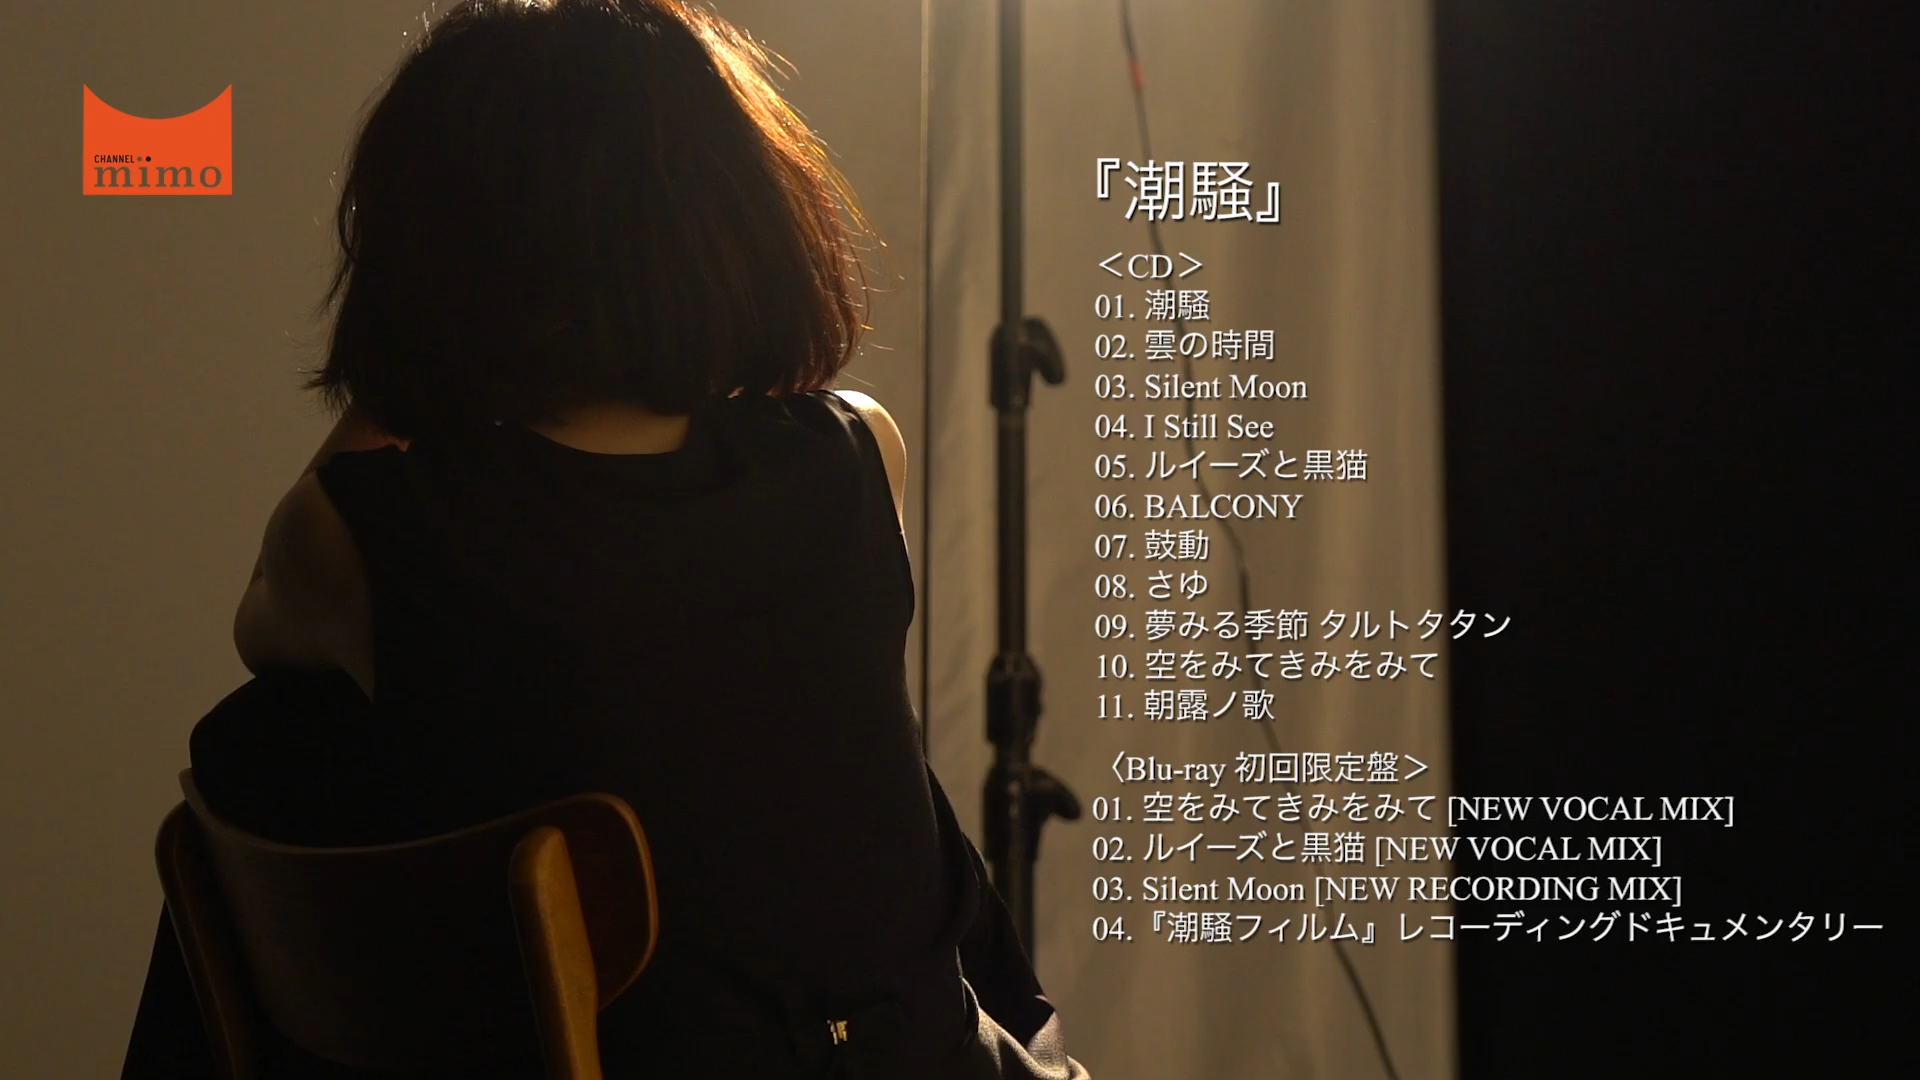 CHANNEL
mimo
『潮騒』
＜CD＞
01. 潮騒
02. 雲の時間
03. Silent Moon
04. I Still See
05. ルイーズと黒猫
06. BALCONY
07. 鼓動
08. さゆ
09. 夢みる季節 タルトタタン
10. 空をみてきみをみて
11. 朝露ノ歌
〈Blu-ray 初回限定盤＞
01. 空をみてきみをみて [NEW VOCAL MIX]
02. ルイーズと黒猫 [NEW VOCAL MIX]
03. Silent Moon [NEW RECORDING MIX]
04.『潮騒フィルム』レコーディングドキュメンタリー